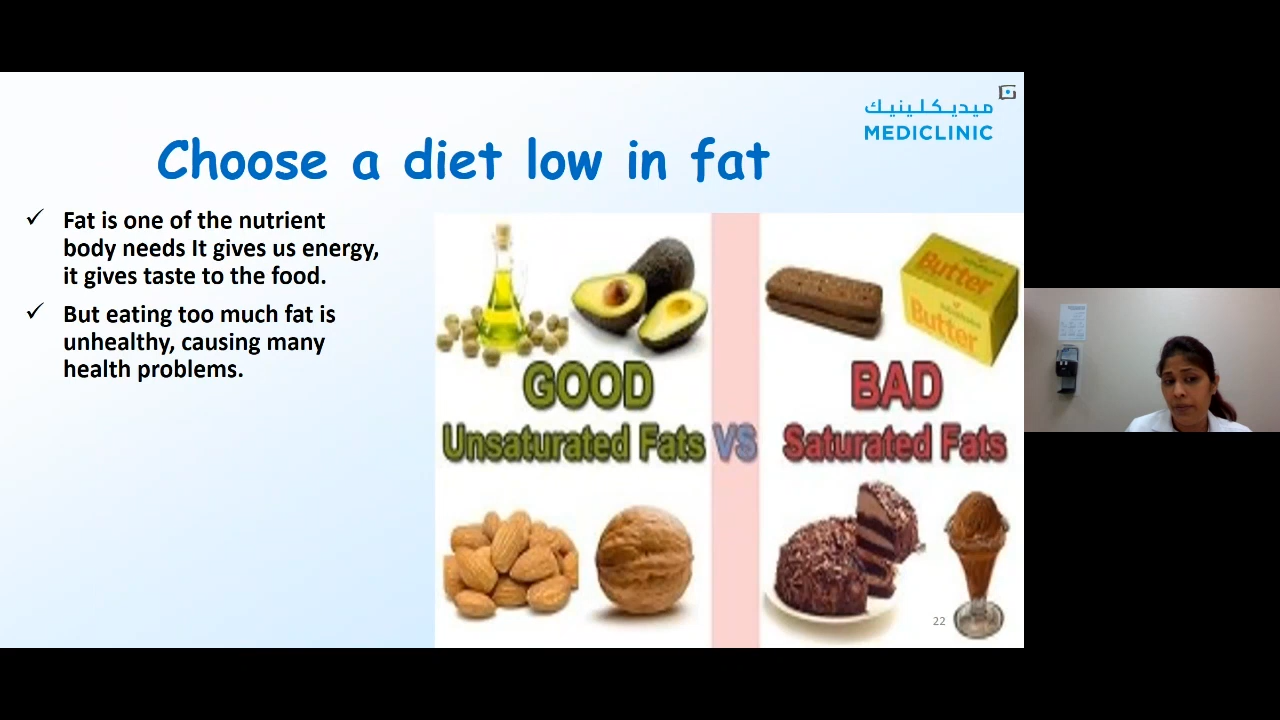 ميديكلينيك
MEDICLINIC
Choose a diet low in fat
Fat is one of the nutrient
body needs It gives us energy,
it gives taste to the food.
But eating too much fat is
unhealthy, causing many
health problems.
Butter
Butter
GOOD
Unsaturated Fats
VS
BAD
Saturated Fats
22